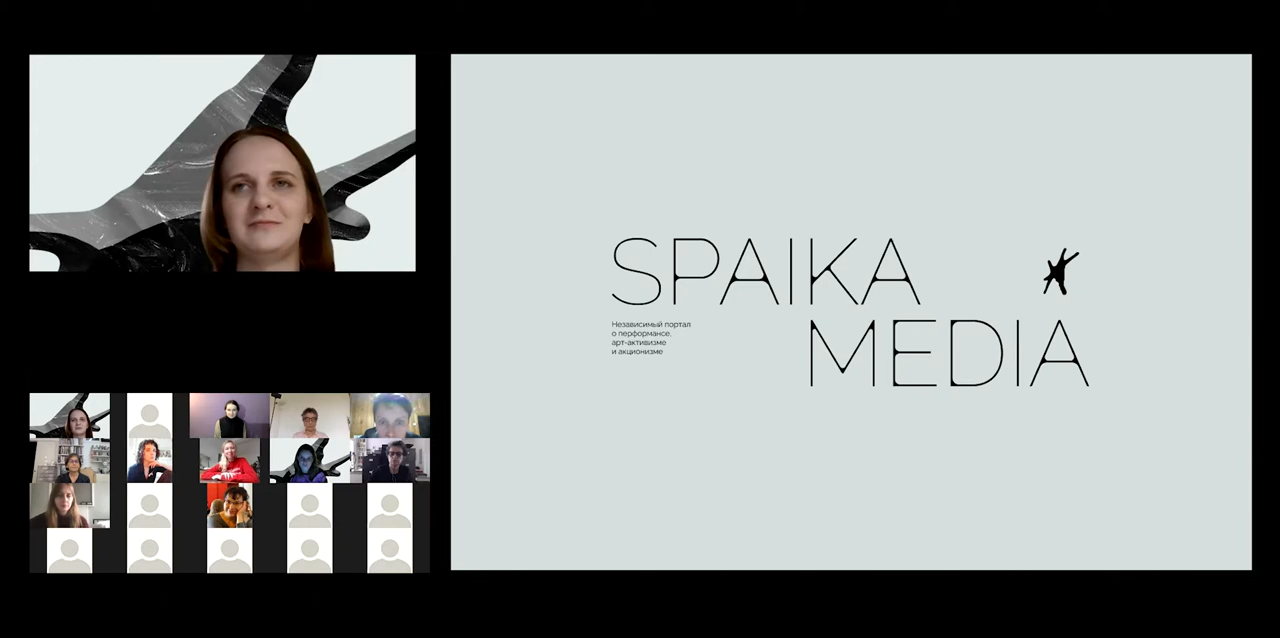 SPAIKA
MEDIA
Независимый портал
о перформансе,
арт-активизме
и акционизме